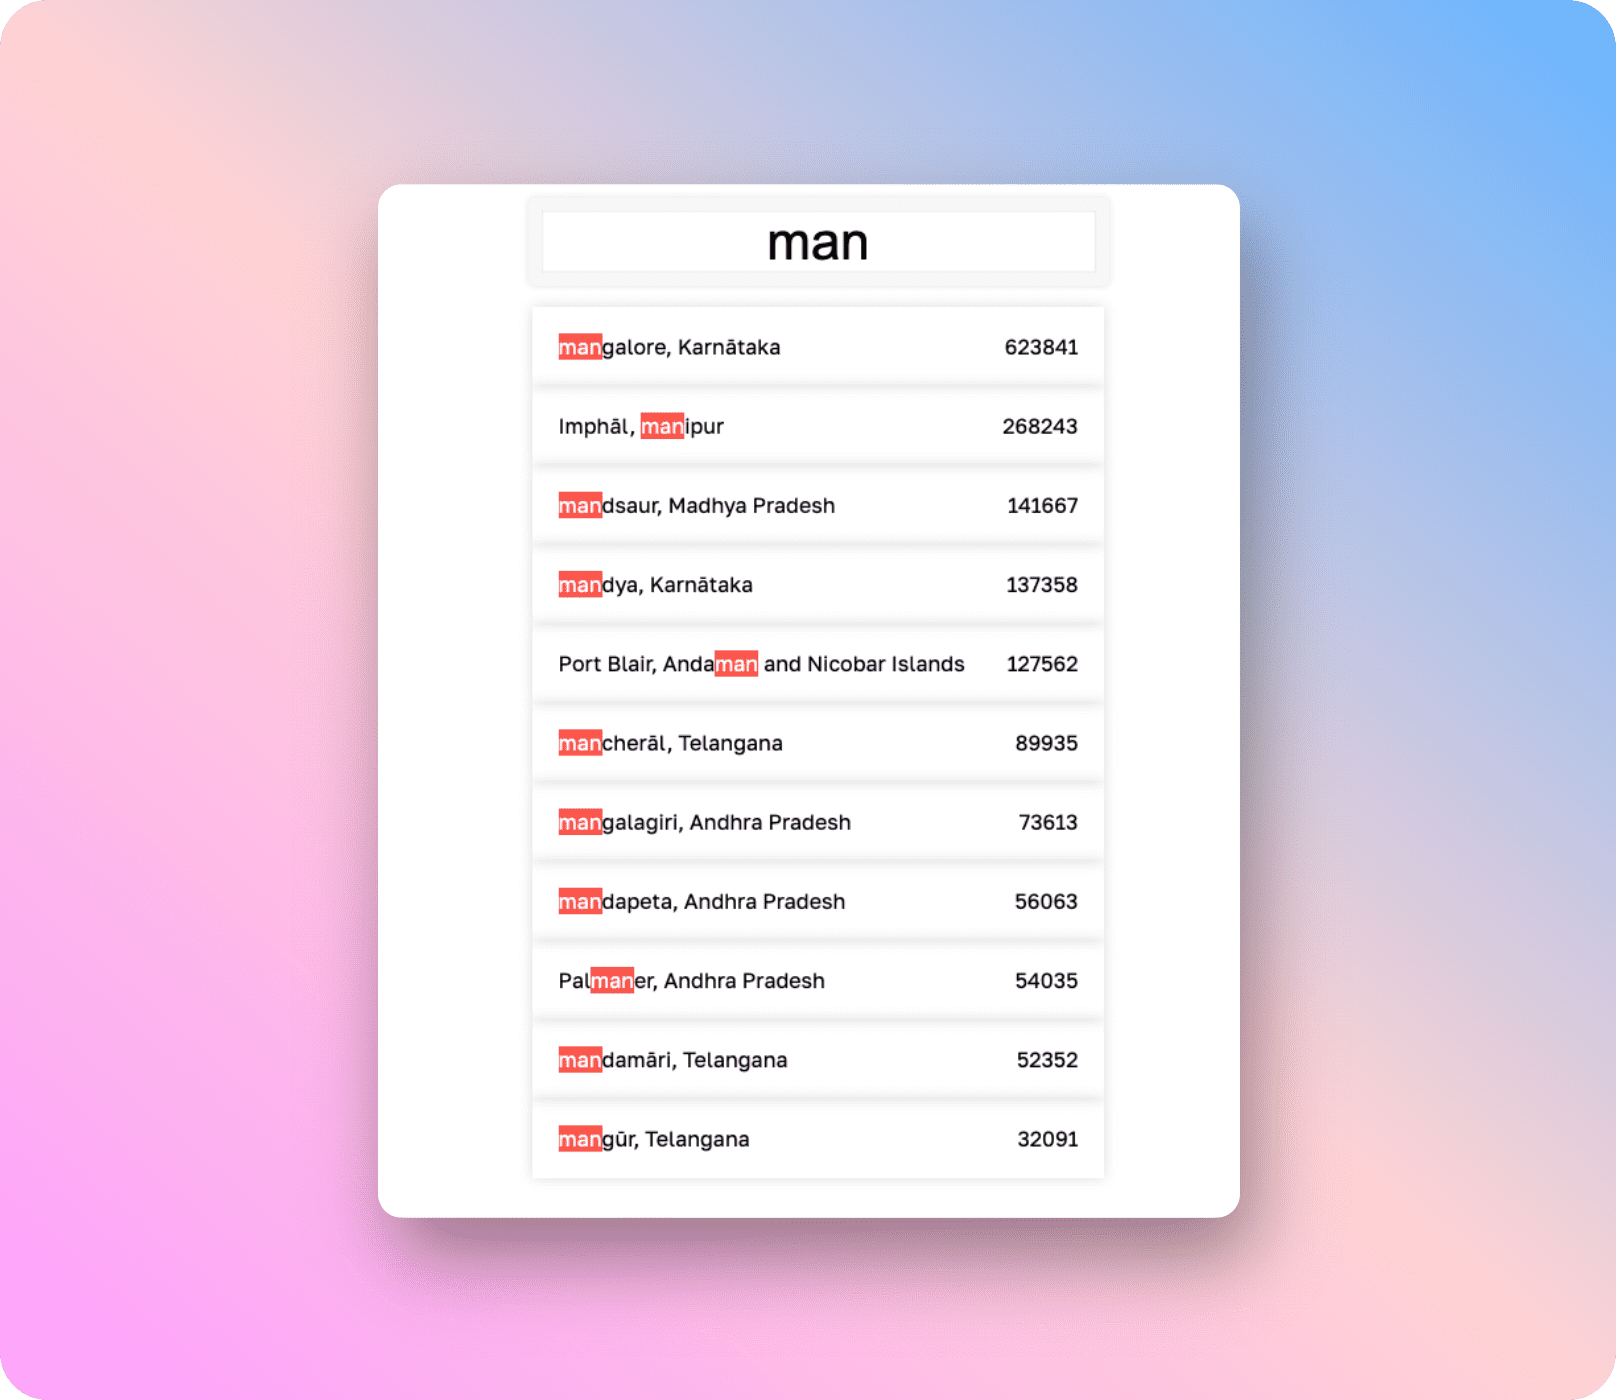 man
mangalore, Karnātaka 623841
Imphāl, manipur 268243
mandsaur, Madhya Pradesh 141667
mandya, Karnātaka 137358
Port Blair, Andaman and Nicobar Islands 127562
mancherāl, Telangana 89935
mangalagiri, Andhra Pradesh 73613
mandapeta, Andhra Pradesh 56063
Palmaner, Andhra Pradesh 54035
mandamāri, Telangana 52352
mangūr, Telangana 32091